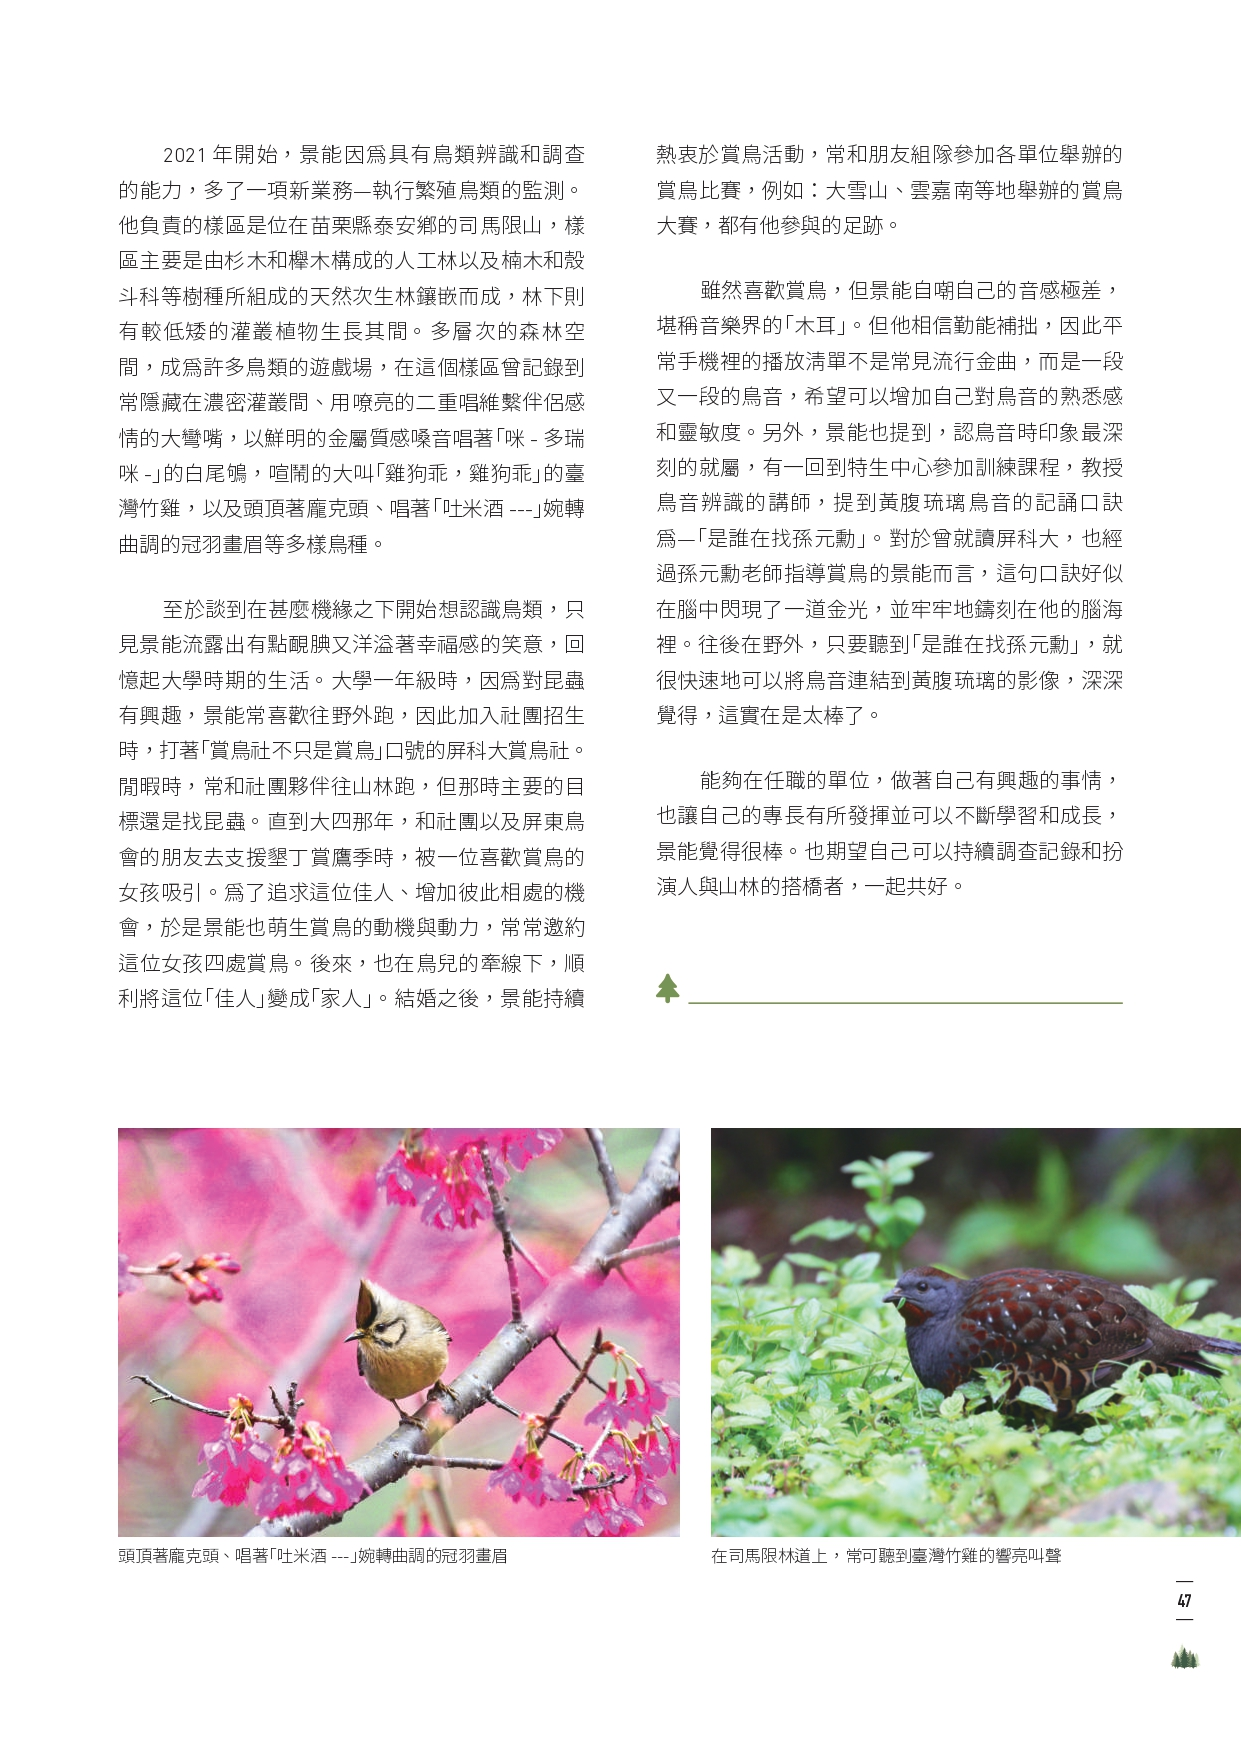 2021 年開始，景能因為具有鳥類辨識和調查
的能力，多了一項新業務—執行繁殖鳥類的監測。
他負責的樣區是位在苗栗縣泰安鄉的司馬限山，樣
區主要是由杉木和櫸木構成的人工林以及楠木和殼
斗科等樹種所組成的天然次生林鑲嵌而成，林下則
有較低矮的灌叢植物生長其間。多層次的森林空
間，成為許多鳥類的遊戲場，在這個樣區曾記錄到
常隱藏在濃密灌叢間、用嘹亮的二重唱維繫伴侶感
情的大彎嘴，以鮮明的金屬質感嗓音唱著「咪 - 多瑞
咪 -」的白尾鴝，喧鬧的大叫「雞狗乖，雞狗乖」的臺
灣竹雞，以及頭頂著龐克頭、唱著「吐米酒 ---」婉轉
曲調的冠羽畫眉等多樣鳥種。
至於談到在甚麼機緣之下開始想認識鳥類，只
見景能流露出有點靦腆又洋溢著幸福感的笑意，回
憶起大學時期的生活。大學一年級時，因為對昆蟲
有興趣，景能常喜歡往野外跑，因此加入社團招生
時，打著「賞鳥社不只是賞鳥」口號的屏科大賞鳥社。
閒暇時，常和社團夥伴往山林跑，但那時主要的目
標還是找昆蟲。直到大四那年，和社團以及屏東鳥
會的朋友去支援墾丁賞鷹季時，被一位喜歡賞鳥的
女孩吸引。為了追求這位佳人、增加彼此相處的機
會，於是景能也萌生賞鳥的動機與動力，常常邀約
這位女孩四處賞鳥。後來，也在鳥兒的牽線下，順
利將這位「佳人」變成「家人」。結婚之後，景能持續
熱衷於賞鳥活動，常和朋友組隊參加各單位舉辦的
賞鳥比賽，例如：大雪山、雲嘉南等地舉辦的賞鳥
大賽，都有他參與的足跡。
雖然喜歡賞鳥，但景能自嘲自己的音感極差，
堪稱音樂界的「木耳」。但他相信勤能補拙，因此平
常手機裡的播放清單不是常見流行金曲，而是一段
又一段的鳥音，希望可以增加自己對鳥音的熟悉感
和靈敏度。另外，景能也提到，認鳥音時印象最深
刻的就屬，有一回到特生中心參加訓練課程，教授
鳥音辨識的講師，提到黃腹琉璃鳥音的記誦口訣
為—「是誰在找孫元勳」。對於曾就讀屏科大，也經
過孫元勳老師指導賞鳥的景能而言，這句口訣好似
在腦中閃現了一道金光，並牢牢地鑄刻在他的腦海
裡。往後在野外，只要聽到「是誰在找孫元勳」，就
很快速地可以將鳥音連結到黃腹琉璃的影像，深深
覺得，這實在是太棒了。
能夠在任職的單位，做著自己有興趣的事情，
也讓自己的專長有所發揮並可以不斷學習和成長，
景能覺得很棒。也期望自己可以持續調查記錄和扮
演人與山林的搭橋者，一起共好。
頭頂著龐克頭、唱著「吐米酒 ---」婉轉曲調的冠羽畫眉
在司馬限林道上，常可聽到臺灣竹雞的響亮叫聲
47